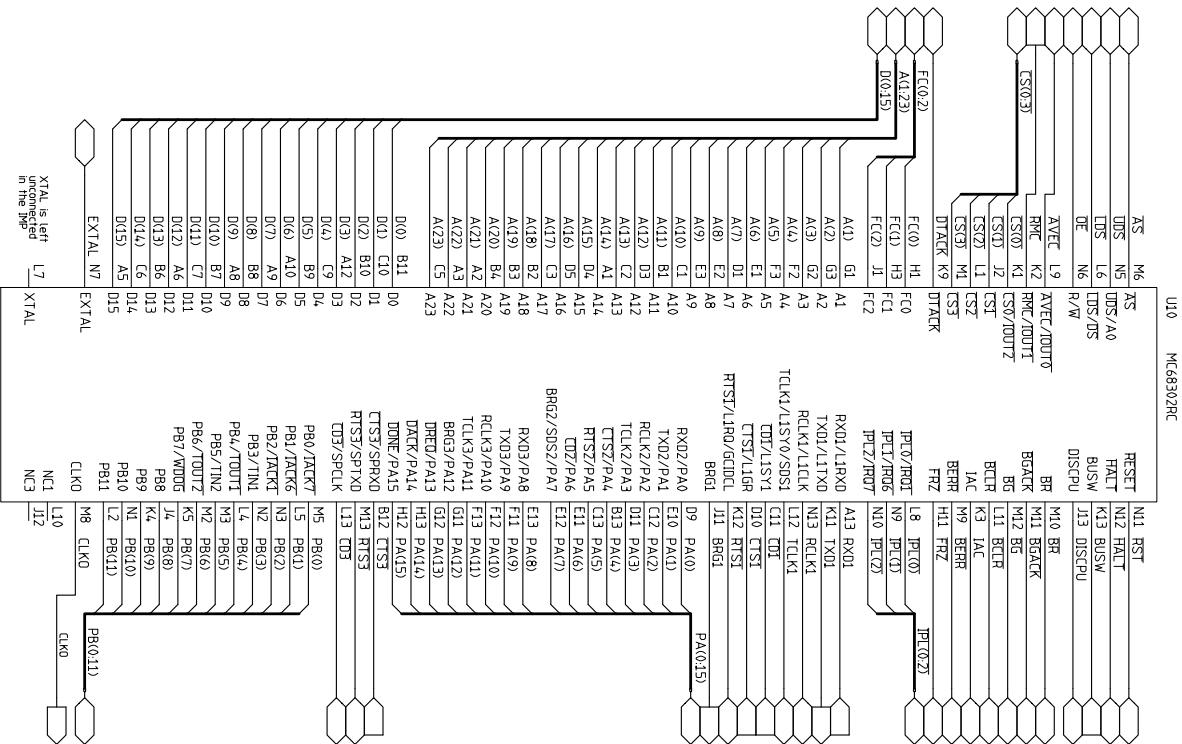 U10 MC68302RC
AS M6 AS
UDS N5 UDS/A0
LDS L6 LDS/DS
OE N6 R/W
AVEC L9 AVEC/IOUT0
RMC K2 RMC/IOUT1
CS(0:3)
CS(0) K1 CS0/IOUT2
CS(1) J2 CS1
CS(2) L1 CS2
CS(3) M1 CS3
DTACK K9 DTACK
FC(0:2)
FC(0) H1 FC0
FC(1) H3 FC1
FC(2) J1 FC2
A(1:23)
A(1) G1 A1
A(2) G3 A2
A(3) G2 A3
A(4) F2 A4
A(5) F3 A5
A(6) E1 A6
A(7) D1 A7
A(8) E2 A8
A(9) E3 A9
A(10) C1 A10
A(11) B1 A11
A(12) D3 A12
A(13) C2 A13
A(14) A1 A14
A(15) D4 A15
A(16) D5 A16
A(17) C3 A17
A(18) B2 A18
A(19) B3 A19
A(20) B4 A20
A(21) A2 A21
A(22) A3 A22
A(23) C5 A23
D(0:15)
D(0) B11 D0
D(1) C10 D1
D(2) B10 D2
D(3) A12 D3
D(4) C9 D4
D(5) B9 D5
D(6) A10 D6
D(7) A9 D7
D(8) B8 D8
D(9) A8 D9
D(10) B7 D10
D(11) C7 D11
D(12) A6 D12
D(13) B6 D13
D(14) C6 D14
D(15) A5 D15
EXTAL N7 EXTAL
XTAL is left
unconnected
in the IMP
L7 XTAL
RESET N11 RST
HALT N12 HALT
BUSW K13 BUSW
DISCPU J13 DISCPU
BR M10 BR
BGACK M11 BGACK
BG M12 BG
BCLR L11 BCLR
IAC K3 IAC
BERR M9 BERR
FRZ H11 FRZ
IPL0/IRQ1 L8 IPL(0)
IPL1/IRQ6 N9 IPL(1)
IPL2/IRQ7 N10 IPL(2)
IPL(0:2)
RXD1/L1RXD A13 RXD1
TXD1/L1TXD K11 TXD1
RCLK1/L1CLK N13 RCLK1
TCLK1/L1SY0/SDS1 L12 TCLK1
CD1/L1SY1 C11 CD1
CTS1/L1GR D10 CTS1
RTS1/L1RQ/GCIDCL K12 RTS1
BRG1 J11 BRG1
RXD2/PA0 D9 PA(0)
TXD2/PA1 E10 PA(1)
RCLK2/PA2 C12 PA(2)
TCLK2/PA3 D11 PA(3)
CTS2/PA4 B13 PA(4)
RTS2/PA5 C13 PA(5)
CD2/PA6 E11 PA(6)
BRG2/SDS2/PA7 E12 PA(7)
PA(0:15)
RXD3/PA8 E13 PA(8)
TXD3/PA9 F11 PA(9)
RCLK3/PA10 F12 PA(10)
TCLK3/PA11 F13 PA(11)
BRG3/PA12 G11 PA(12)
DREQ/PA13 G12 PA(13)
DACK/PA14 H13 PA(14)
DONE/PA15 H12 PA(15)
CTS3/SPRXD B12 CTS3
RTS3/SPTXD M13 RTS3
CD3/SPCLK L13 CD3
PB0/IACK7 M5 PB(0)
PB1/IACK6 L5 PB(1)
PB2/IACK1 N3 PB(2)
PB3/TIN1 N2 PB(3)
PB4/TOUT1 L4 PB(4)
PB5/TIN2 M3 PB(5)
PB6/TOUT2 M2 PB(6)
PB7/WDOG K5 PB(7)
PB8 J4 PB(8)
PB9 K4 PB(9)
PB10 N1 PB(10)
PB11 L2 PB(11)
PB(0:11)
CLKO M8 CLKO
CLKO
NC1 L10
NC3 J12